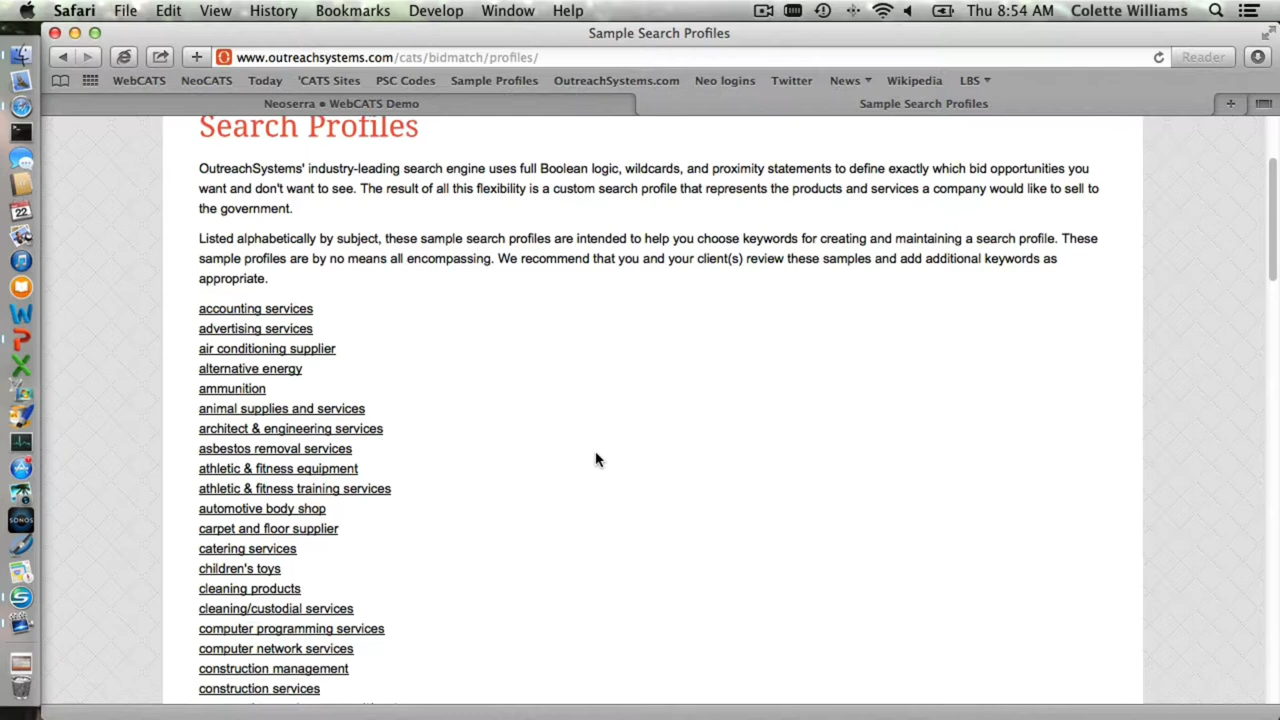 Safari File Edit View History Bookmarks Develop Window Help Thu 8:54 AM Colette Williams
Sample Search Profiles
www.outreachsystems.com/cats/bidmatch/profiles/ Reader
WebCATS NeoCATS Today 'CATS Sites PSC Codes Sample Profiles OutreachSystems.com Neo logins Twitter News Wikipedia LBS
Neoserra • WebCATS Demo Sample Search Profiles
Search Profiles
OutreachSystems' industry-leading search engine uses full Boolean logic, wildcards, and proximity statements to define exactly which bid opportunities you
want and don't want to see. The result of all this flexibility is a custom search profile that represents the products and services a company would like to sell to
the government.
Listed alphabetically by subject, these sample search profiles are intended to help you choose keywords for creating and maintaining a search profile. These
sample profiles are by no means all encompassing. We recommend that you and your client(s) review these samples and add additional keywords as
appropriate.
accounting services
advertising services
air conditioning supplier
alternative energy
ammunition
animal supplies and services
architect & engineering services
asbestos removal services
athletic & fitness equipment
athletic & fitness training services
automotive body shop
carpet and floor supplier
catering services
children's toys
cleaning products
cleaning/custodial services
computer programming services
computer network services
construction management
construction services
22
SONOS